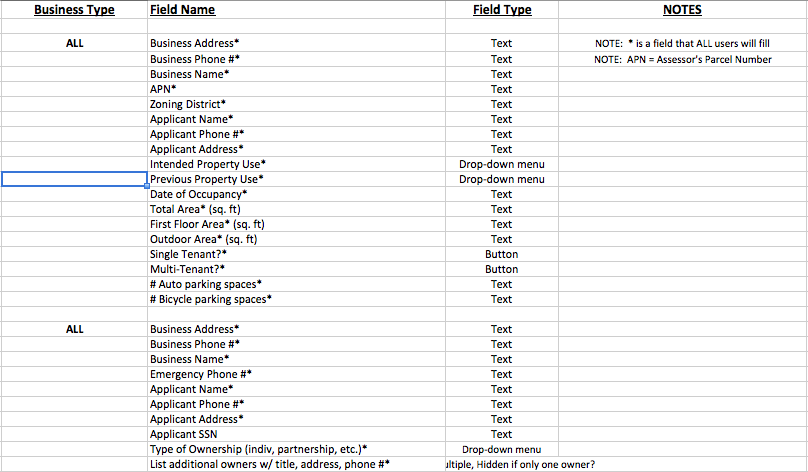 Business Type Field Name Field Type NOTES
ALL Business Address* Text NOTE: * is a field that ALL users will fill
Business Phone #* Text NOTE: APN = Assessor's Parcel Number
Business Name* Text
APN* Text
Zoning District* Text
Applicant Name* Text
Applicant Phone #* Text
Applicant Address* Text
Intended Property Use* Drop-down menu
Previous Property Use* Drop-down menu
Date of Occupancy* Text
Total Area* (sq. ft) Text
First Floor Area* (sq. ft) Text
Outdoor Area* (sq. ft) Text
Single Tenant?* Button
Multi-Tenant?* Button
# Auto parking spaces* Text
# Bicycle parking spaces* Text
ALL Business Address* Text
Business Phone #* Text
Business Name* Text
Emergency Phone #* Text
Applicant Name* Text
Applicant Phone #* Text
Applicant Address* Text
Applicant SSN Text
Type of Ownership (indiv, partnership, etc.)* Drop-down menu
List additional owners w/ title, address, phone #* ultiple, Hidden if only one owner?